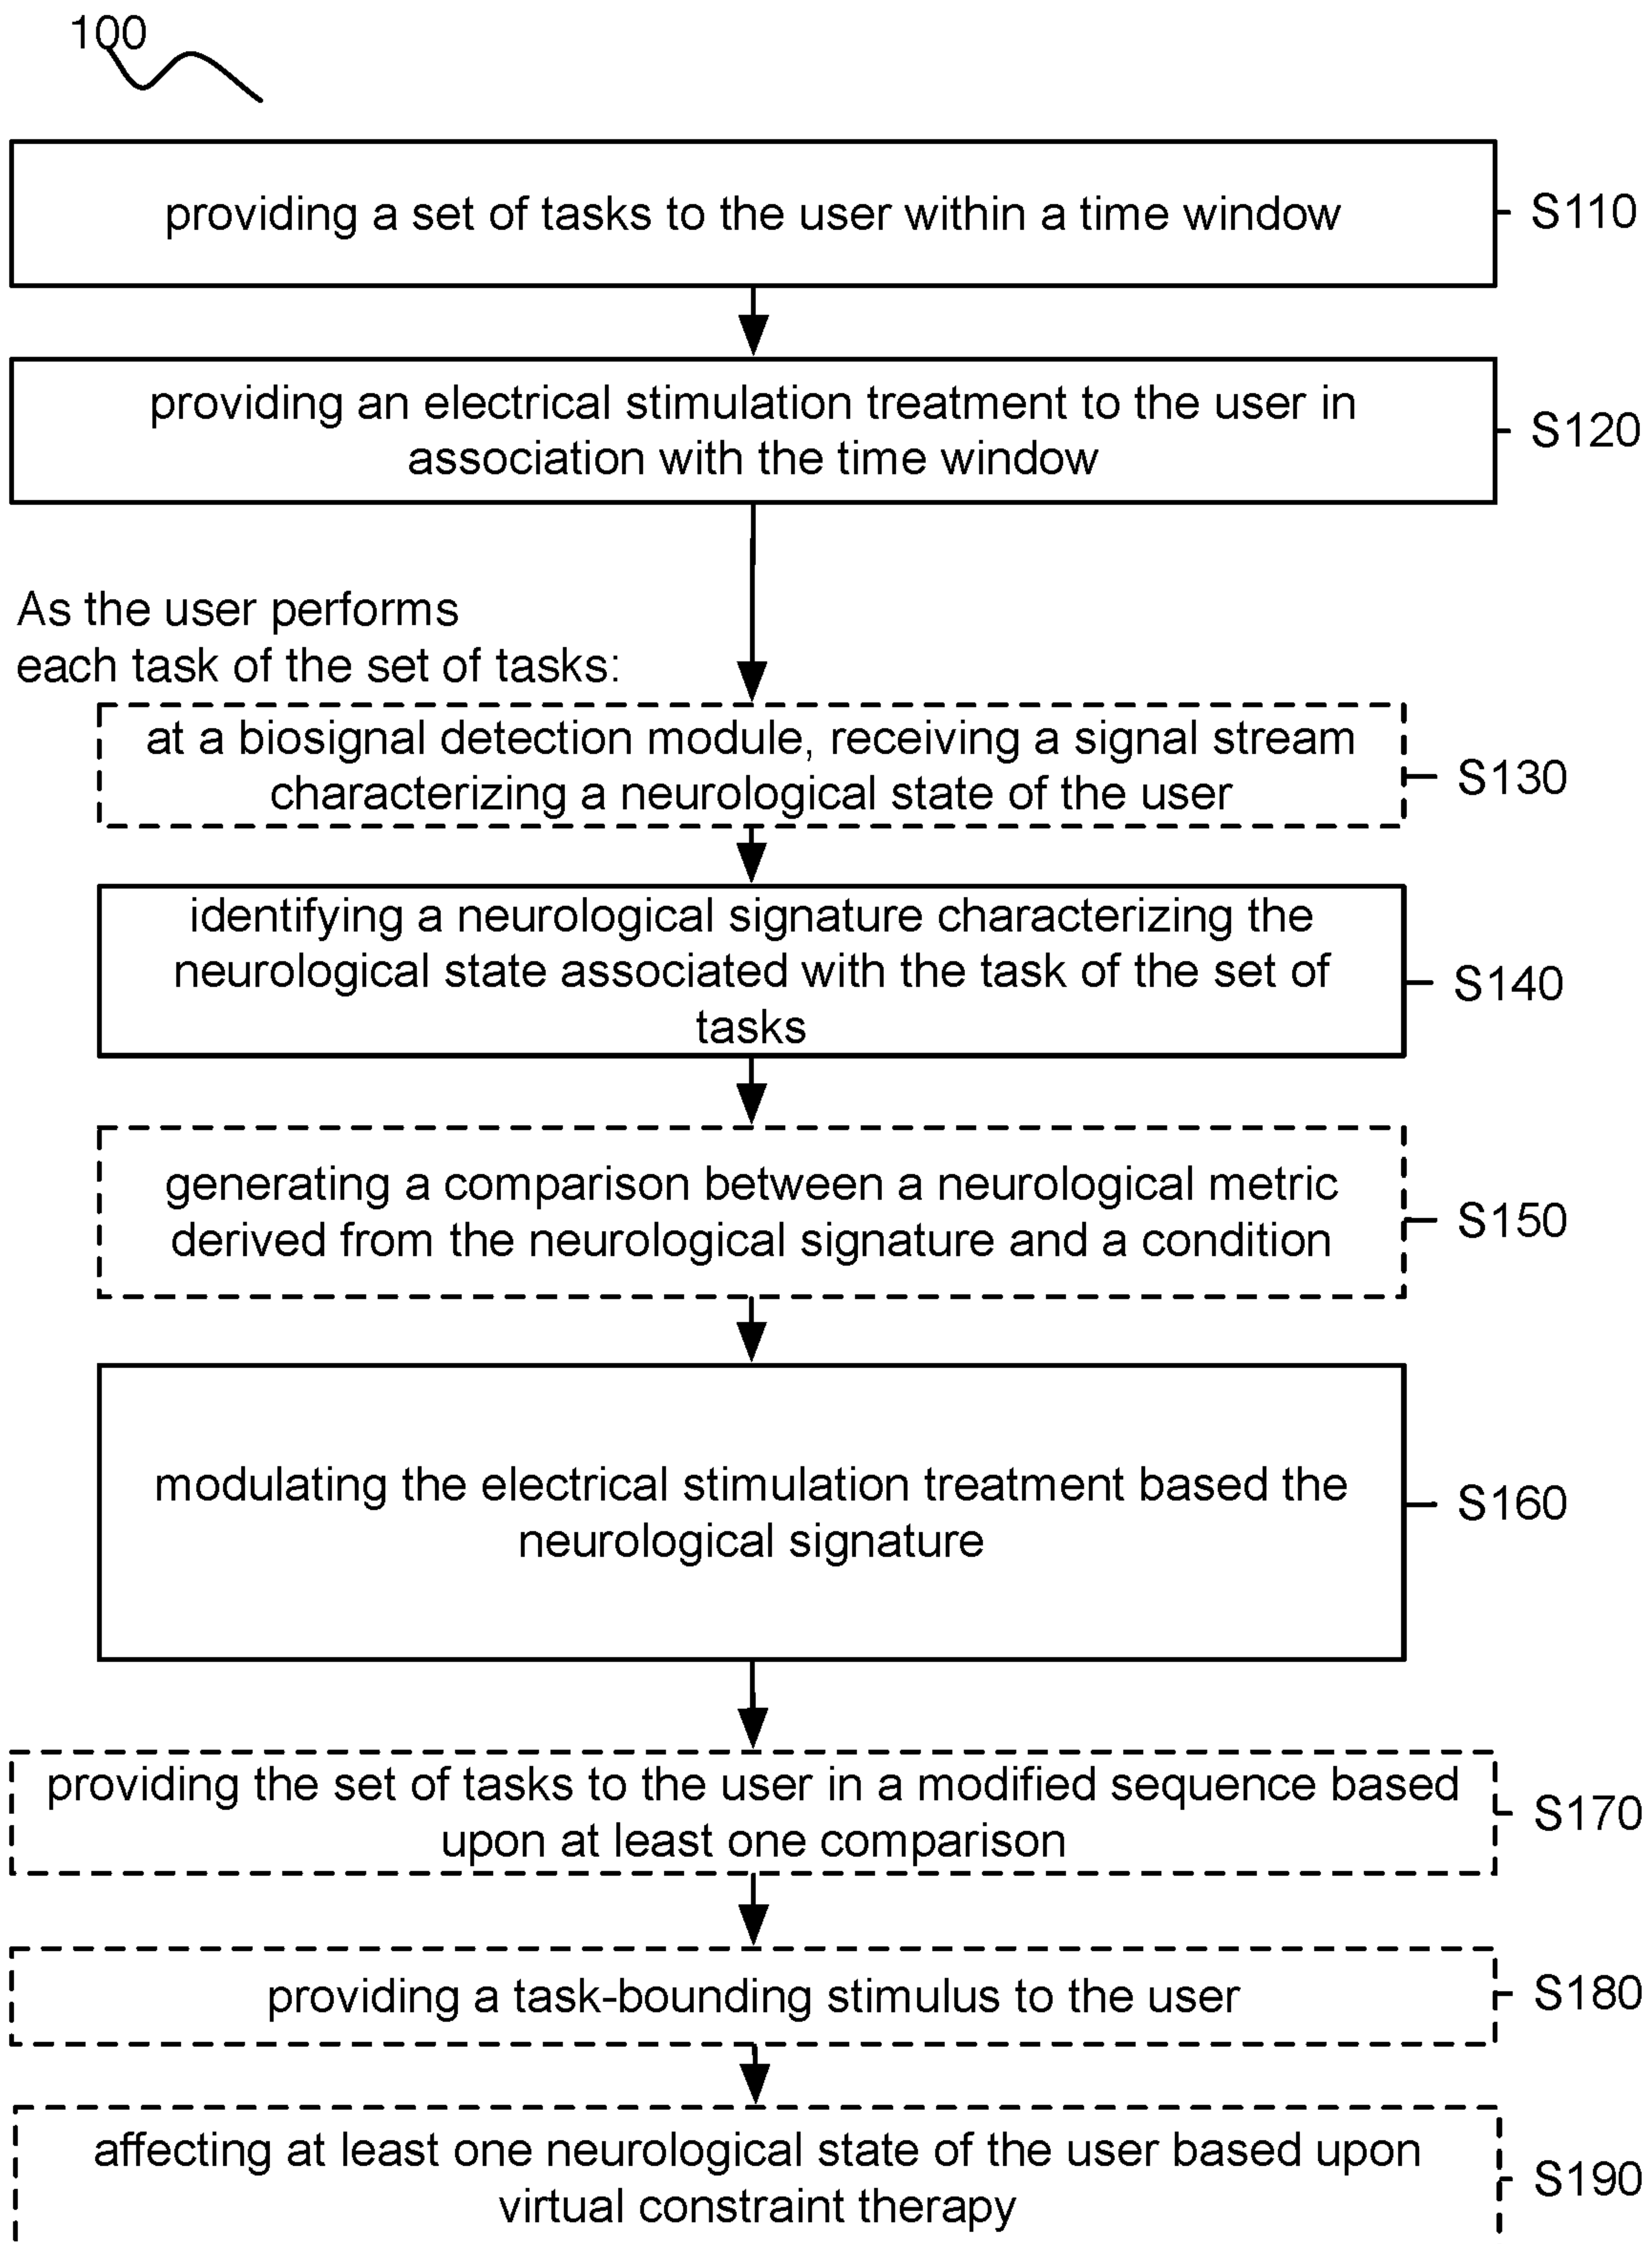 100
providing a set of tasks to the user within a time window
S110
providing an electrical stimulation treatment to the user in
association with the time window
S120
As the user performs
each task of the set of tasks:
at a biosignal detection module, receiving a signal stream
characterizing a neurological state of the user
S130
identifying a neurological signature characterizing the
neurological state associated with the task of the set of
tasks
S140
generating a comparison between a neurological metric
derived from the neurological signature and a condition
S150
modulating the electrical stimulation treatment based the
neurological signature
S160
providing the set of tasks to the user in a modified sequence based
upon at least one comparison
S170
providing a task-bounding stimulus to the user
S180
affecting at least one neurological state of the user based upon
virtual constraint therapy
S190